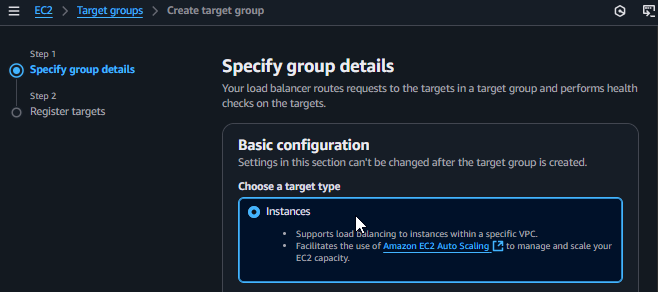 EC2 > Target groups > Create target group
Step 1
Specify group details
Step 2
Register targets
Specify group details
Your load balancer routes requests to the targets in a target group and performs health
checks on the targets.
Basic configuration
Settings in this section can't be changed after the target group is created.
Choose a target type
Instances
• Supports load balancing to instances within a specific VPC.
• Facilitates the use of Amazon EC2 Auto Scaling to manage and scale your
EC2 capacity.